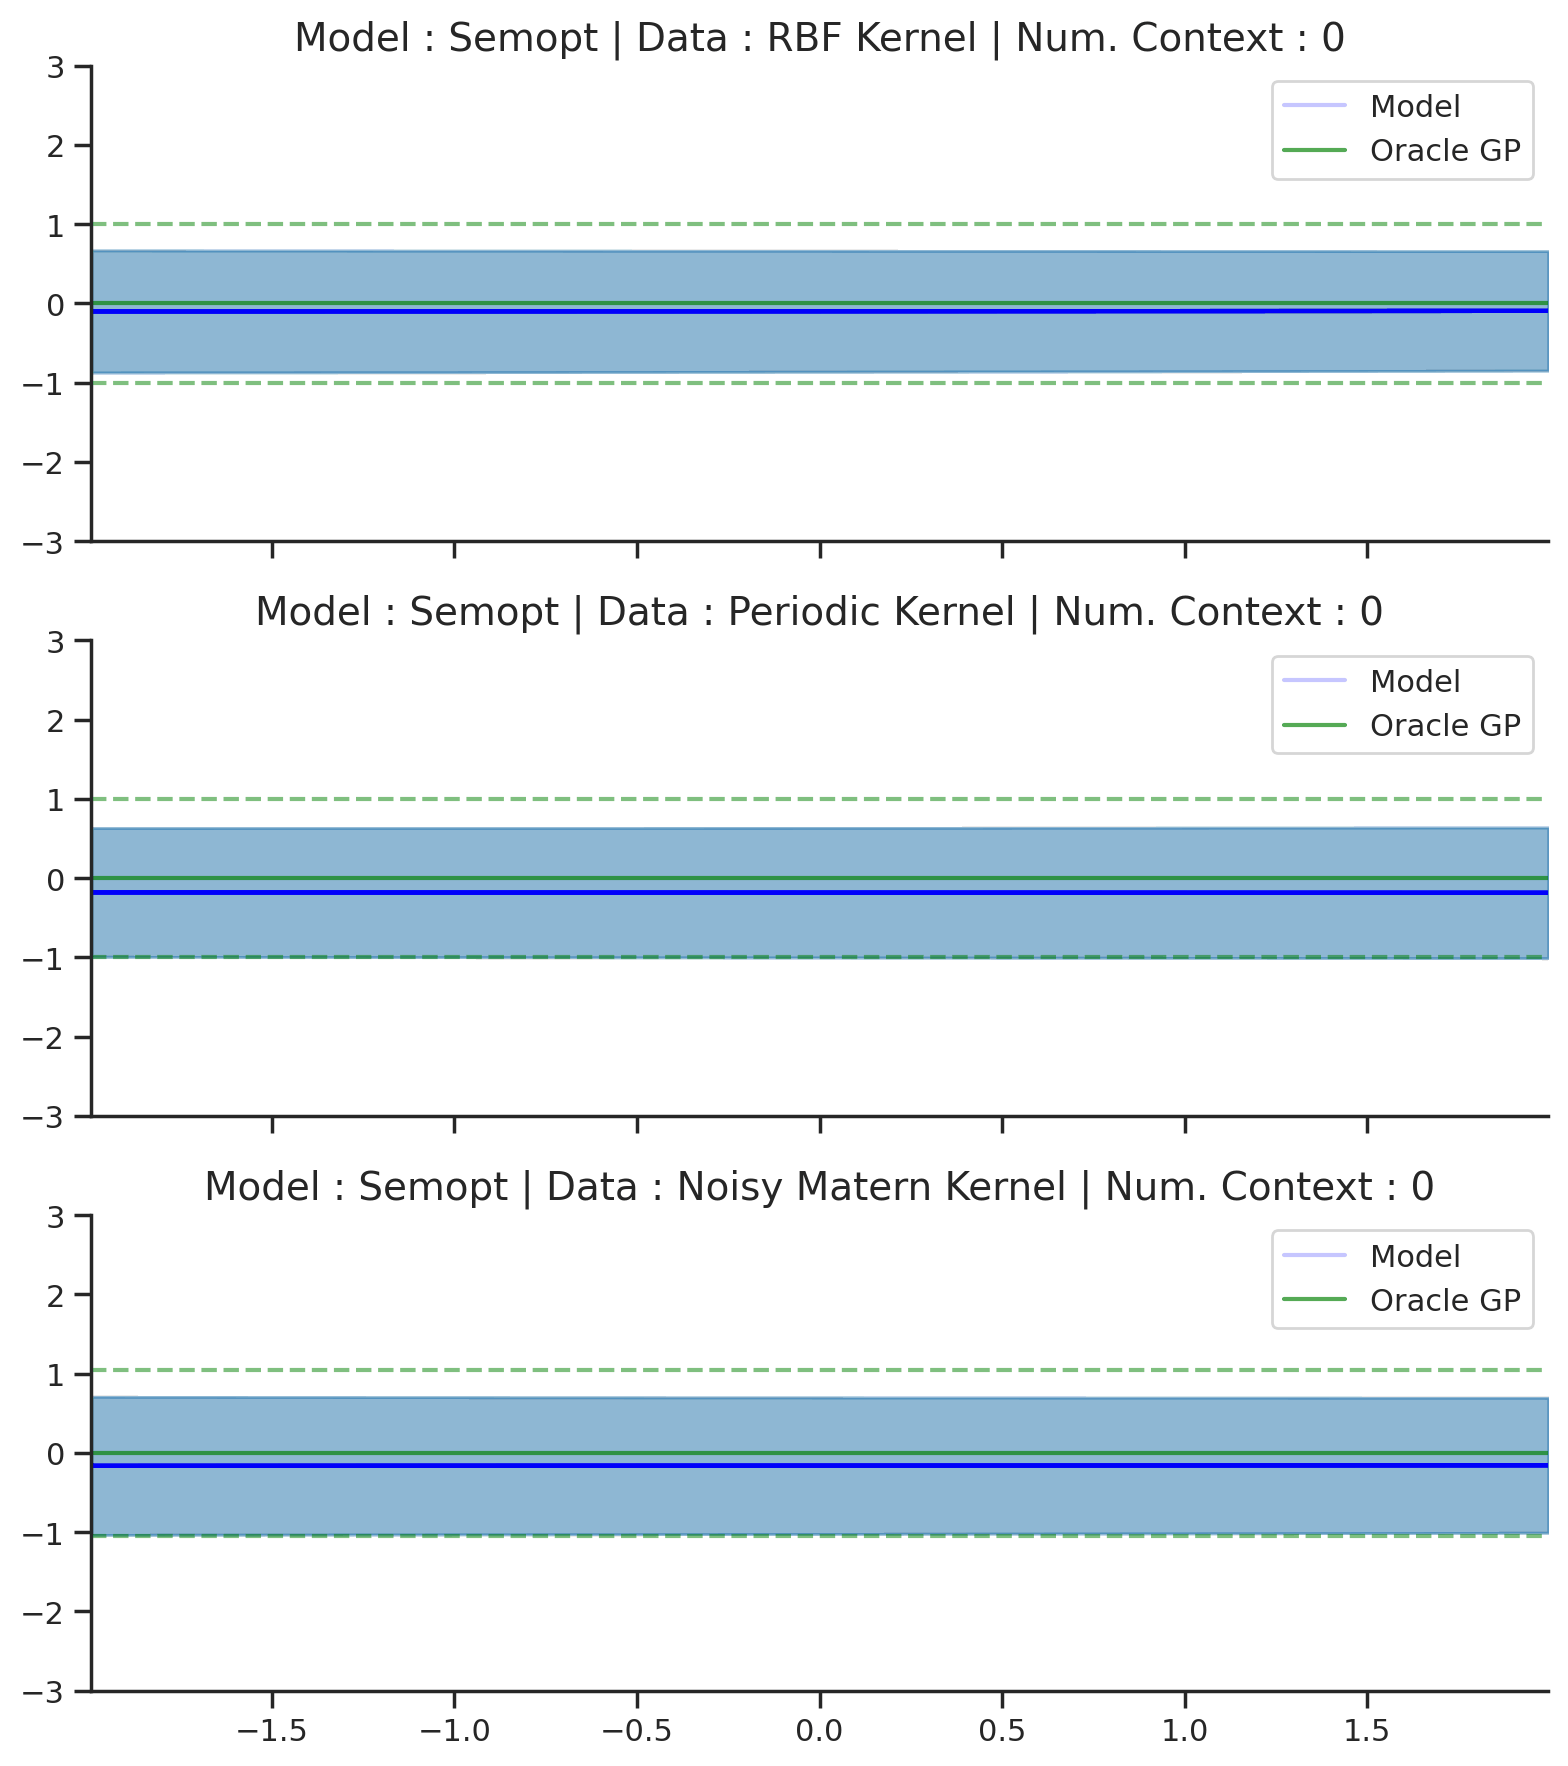 Model : Semopt | Data : RBF Kernel | Num. Context : 0
3
2
1
0
−1
−2
−3
Model
Oracle GP
Model : Semopt | Data : Periodic Kernel | Num. Context : 0
3
2
1
0
−1
−2
−3
Model
Oracle GP
Model : Semopt | Data : Noisy Matern Kernel | Num. Context : 0
3
2
1
0
−1
−2
−3
Model
Oracle GP
−1.5 −1.0 −0.5 0.0 0.5 1.0 1.5